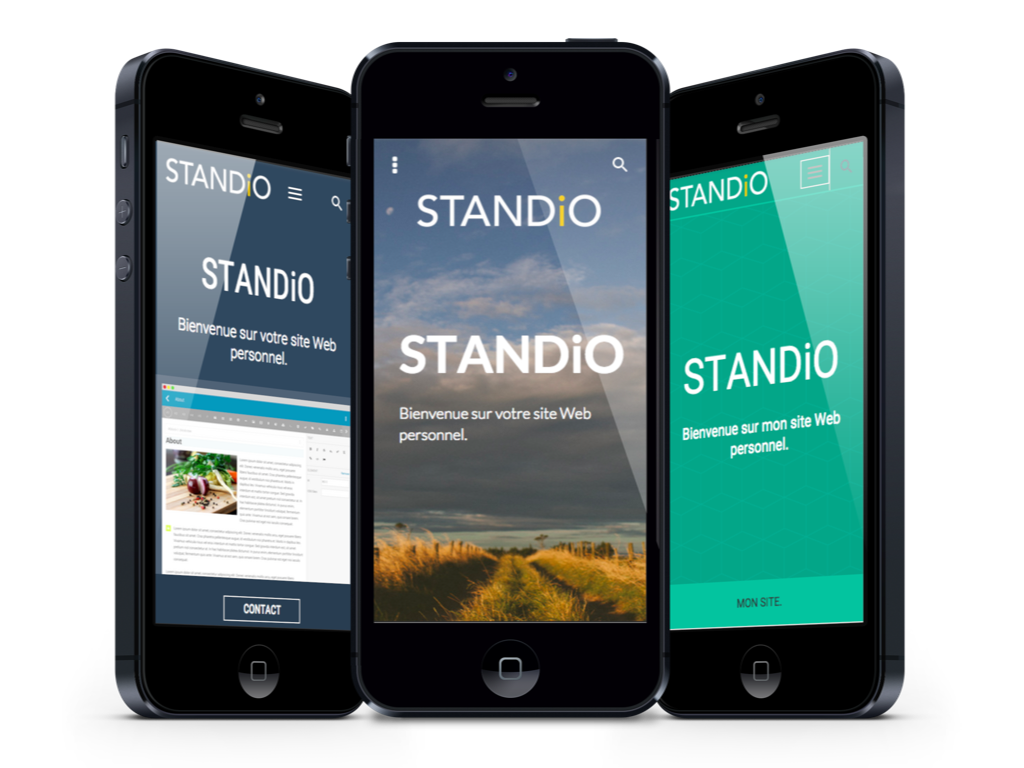 STANDiO
STANDiO
Bienvenue sur votre site Web
personnel.
About
CONTACT
STANDiO
STANDiO
Bienvenue sur votre site Web
personnel.
STANDiO
STANDiO
Bienvenue sur mon site Web
personnel.
MON SITE.